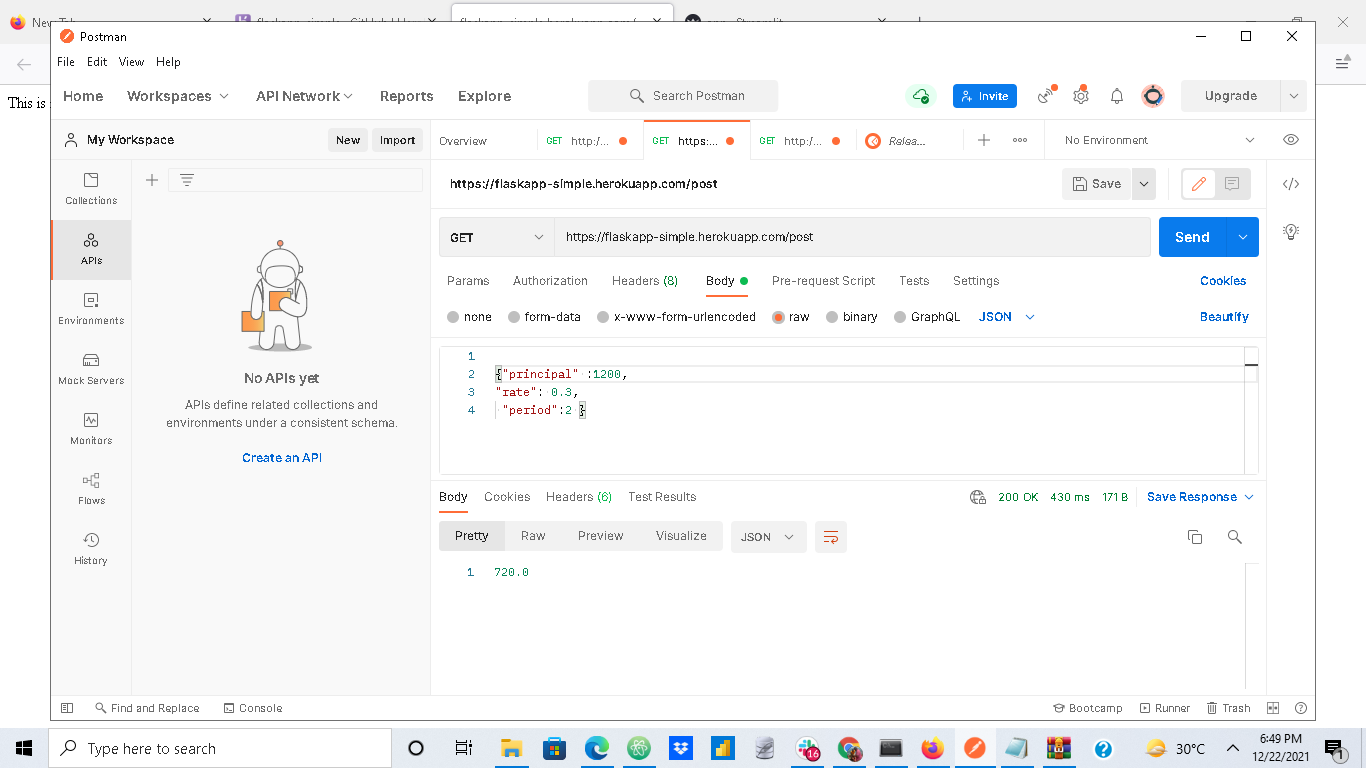 Postman
File Edit View Help
This is
Home Workspaces API Network Reports Explore Search Postman Invite Upgrade
My Workspace New Import
Overview GET http:/... GET https:... GET http:/... Relea... No Environment
Collections
APIs
Environments
Mock Servers
Monitors
Flows
History
No APIs yet
APIs define related collections and
environments under a consistent schema.
Create an API
https://flaskapp-simple.herokuapp.com/post Save
GET https://flaskapp-simple.herokuapp.com/post Send
Params Authorization Headers (8) Body Pre-request Script Tests Settings Cookies
none form-data x-www-form-urlencoded raw binary GraphQL JSON Beautify
1
2 {"principal" :1200,
3 "rate": 0.3,
4 "period":2 }
Body Cookies Headers (6) Test Results 200 OK 430 ms 171 B Save Response
Pretty Raw Preview Visualize JSON
1 720.0
Find and Replace Console Bootcamp Runner Trash
Type here to search 16 30°C 6:49 PM 1
12/22/2021